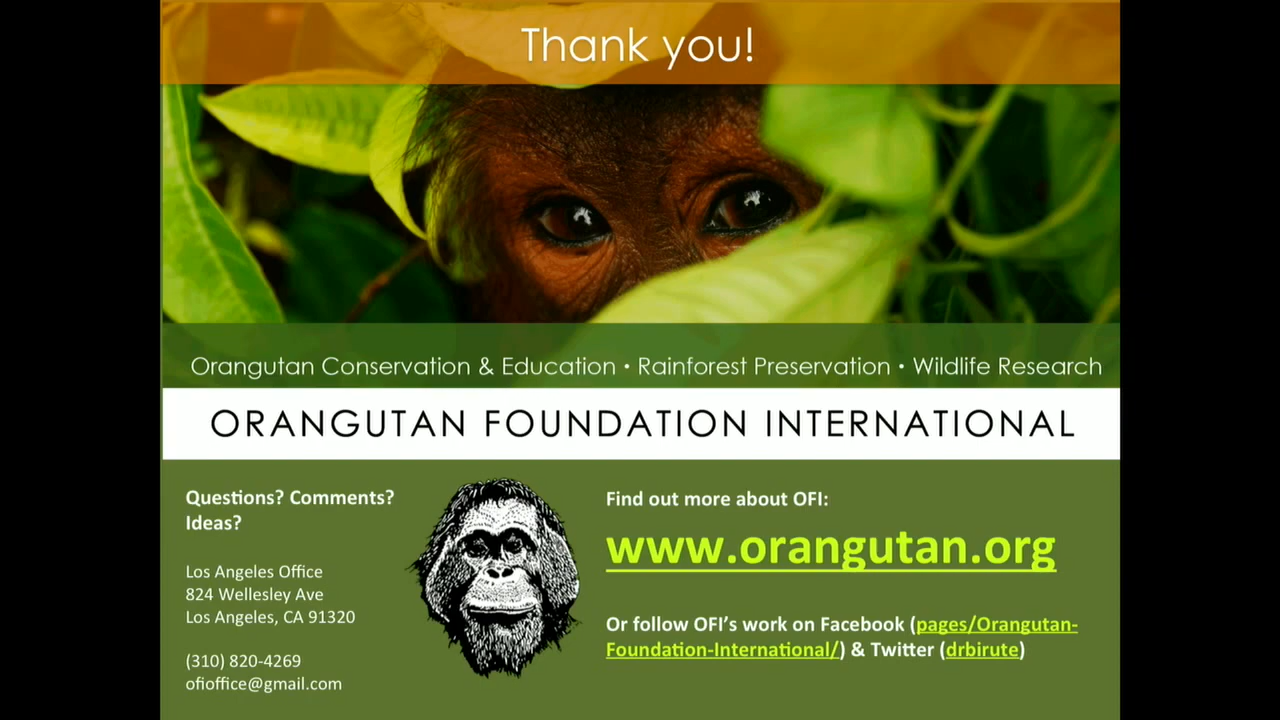 Thank you!
Orangutan Conservation & Education • Rainforest Preservation • Wildlife Research
ORANGUTAN FOUNDATION INTERNATIONAL
Questions? Comments?
Ideas?
Los Angeles Office
824 Wellesley Ave
Los Angeles, CA 91320
(310) 820-4269
ofioffice@gmail.com
Find out more about OFI:
www.orangutan.org
Or follow OFI's work on Facebook (pages/Orangutan-
Foundation-International/) & Twitter (drbirute)